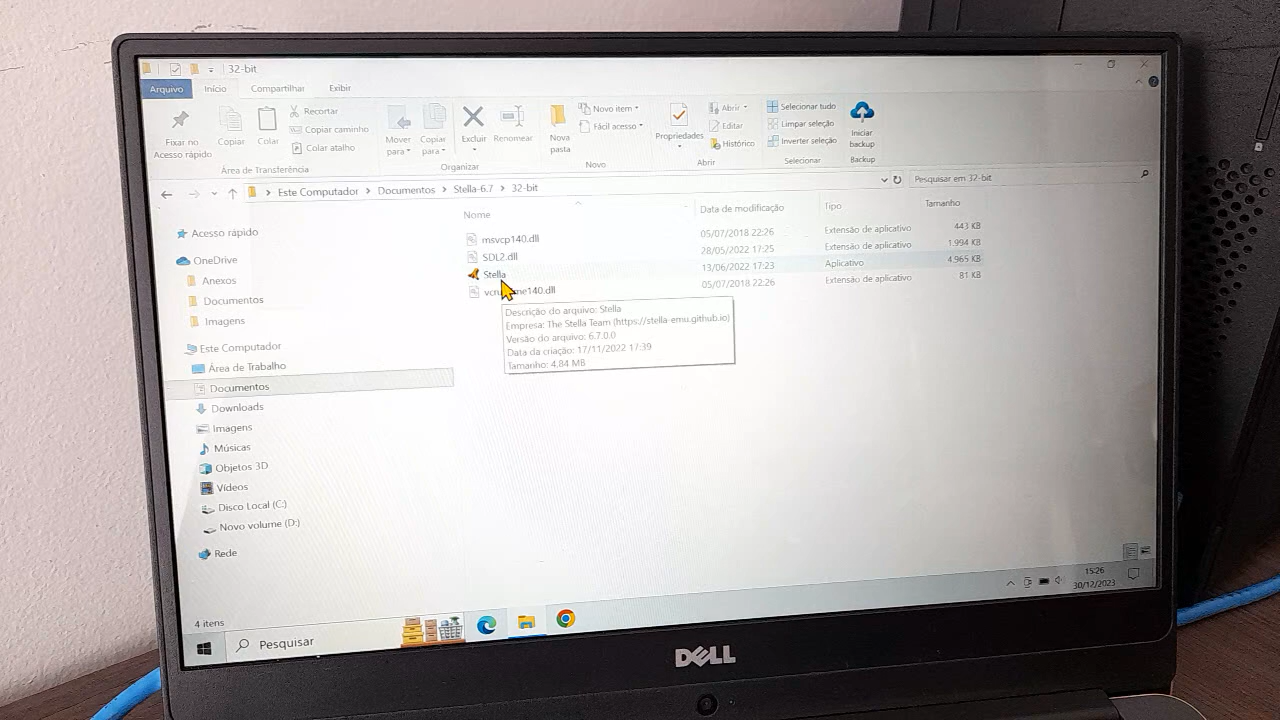 32-bit
Arquivo Início Compartilhar Exibir
Fixar no Acesso rápido
Copiar
Colar
Recortar
Copiar caminho
Colar atalho
Área de Transferência
Mover para
Copiar para
Excluir
Renomear
Organizar
Nova pasta
Novo item
Fácil acesso
Novo
Propriedades
Abrir
Editar
Histórico
Abrir
Selecionar tudo
Limpar seleção
Inverter seleção
Selecionar
Iniciar backup
Backup
Este Computador > Documentos > Stella-6.7 > 32-bit
Pesquisar em 32-bit
Acesso rápido
OneDrive
Anexos
Documentos
Imagens
Este Computador
Área de Trabalho
Documentos
Downloads
Imagens
Músicas
Objetos 3D
Vídeos
Disco Local (C:)
Novo volume (D:)
Rede
Nome Data de modificação Tipo Tamanho
msvcp140.dll 05/07/2018 22:26 Extensão de aplicativo 443 KB
SDL2.dll 28/05/2022 17:25 Extensão de aplicativo 1.994 KB
Stella 13/06/2022 17:23 Aplicativo 4.965 KB
05/07/2018 22:26 Extensão de aplicativo 81 KB
Descrição do arquivo: Stella
Empresa: The Stella Team (https://stella-emu.github.io)
Versão do arquivo: 6.7.0.0
Data da criação: 17/11/2022 17:39
Tamanho: 4,84 MB
4 itens
Pesquisar
15:26
30/12/2023
DELL